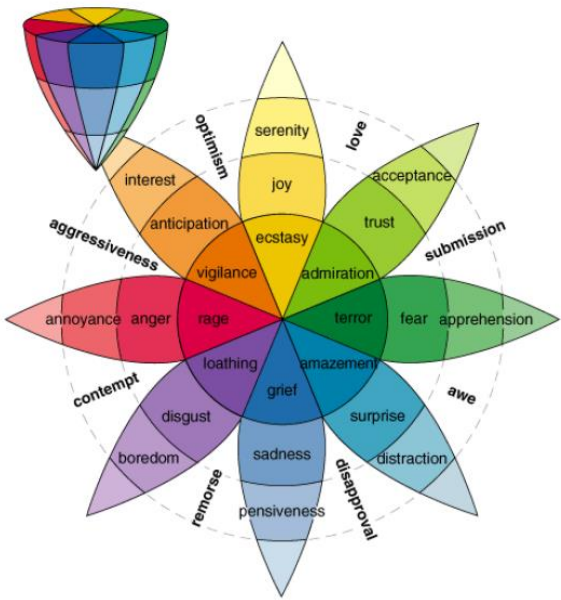 optimism
love
serenity
interest
acceptance
joy
anticipation
trust
aggressiveness
ecstasy
submission
vigilance
admiration
annoyance
anger
rage
terror
fear
apprehension
loathing
amazement
contempt
grief
awe
disgust
surprise
boredom
sadness
distraction
remorse
disapproval
pensiveness